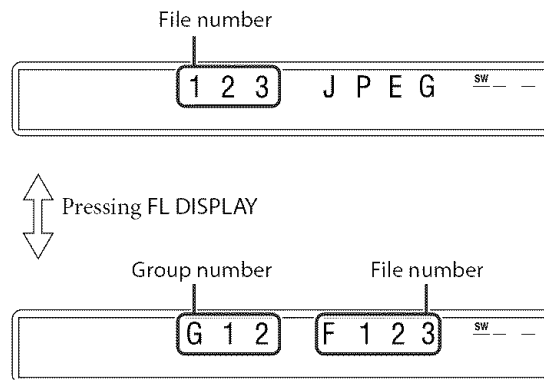 File number
1 2 3 J P E G SW
Pressing FL DISPLAY
Group number File number
G 1 2 F 1 2 3 SW